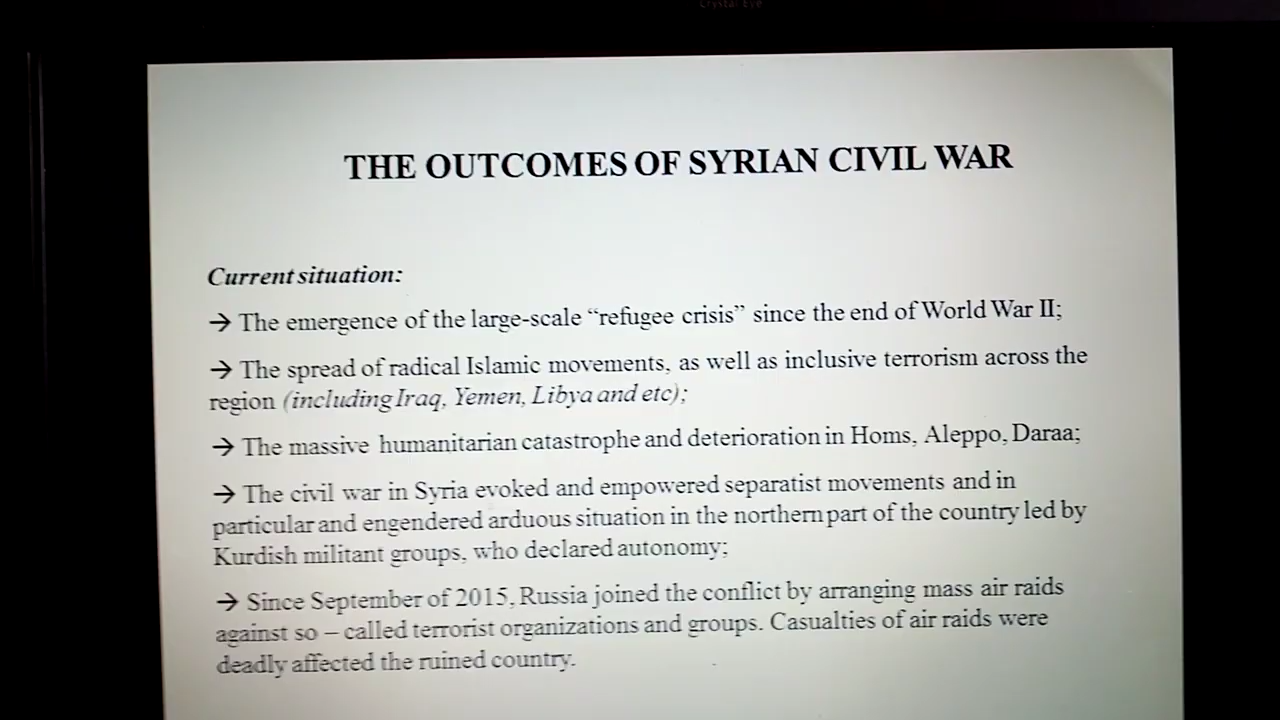 Crystal Eye
THE OUTCOMES OF SYRIAN CIVIL WAR
Current situation:
→ The emergence of the large-scale “refugee crisis” since the end of World War II;
→ The spread of radical Islamic movements, as well as inclusive terrorism across the
region (including Iraq, Yemen, Libya and etc);
→ The massive humanitarian catastrophe and deterioration in Homs, Aleppo, Daraa;
→ The civil war in Syria evoked and empowered separatist movements and in
particular and engendered arduous situation in the northern part of the country led by
Kurdish militant groups, who declared autonomy;
→ Since September of 2015, Russia joined the conflict by arranging mass air raids
against so – called terrorist organizations and groups. Casualties of air raids were
deadly affected the ruined country.